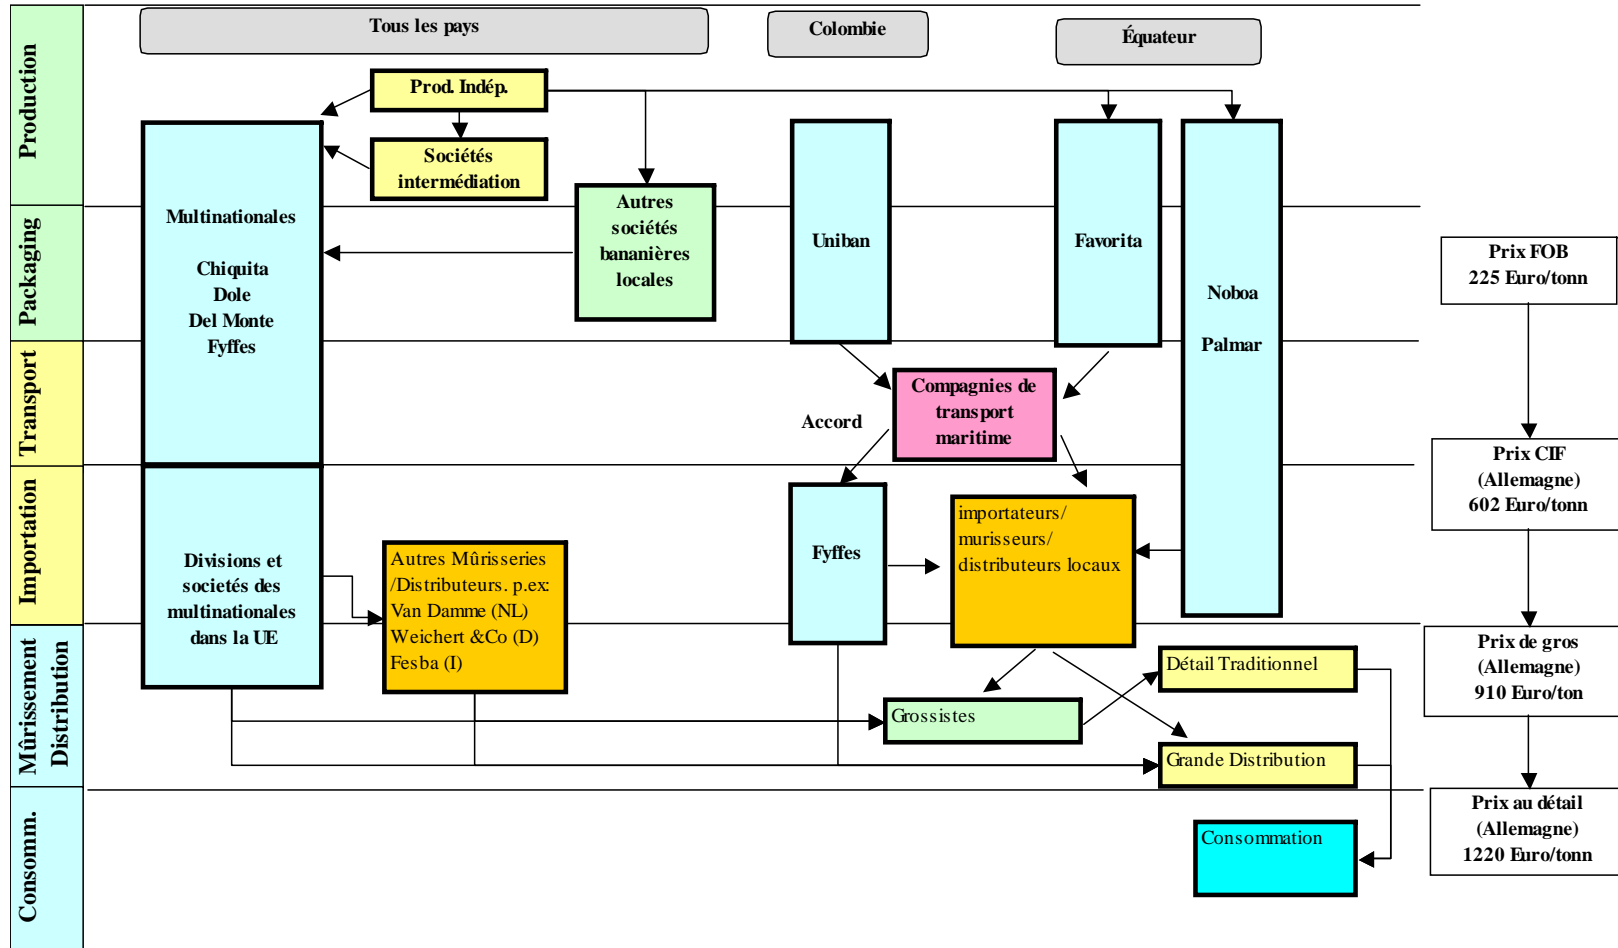 Production
Packaging
Transport
Importation
Mûrissement
Distribution
Consomm.
Tous les pays
Colombie
Équateur
Prod. Indép.
Sociétés
intermédiation
Multinationales
Chiquita
Dole
Del Monte
Fyffes
Autres
sociétés
bananières
locales
Uniban
Favorita
Noboa
Palmar
Compagnies de
transport
maritime
Accord
Divisions et
societés des
multinationales
dans la UE
Autres Mûrisseries
/Distributeurs. p.ex:
Van Damme (NL)
Weichert &Co (D)
Fesba (I)
Fyffes
importateurs/
murisseurs/
distributeurs locaux
Détail Traditionnel
Grossistes
Grande Distribution
Consommation
Prix FOB
225 Euro/tonn
Prix CIF
(Allemagne)
602 Euro/tonn
Prix de gros
(Allemagne)
910 Euro/ton
Prix au détail
(Allemagne)
1220 Euro/tonn